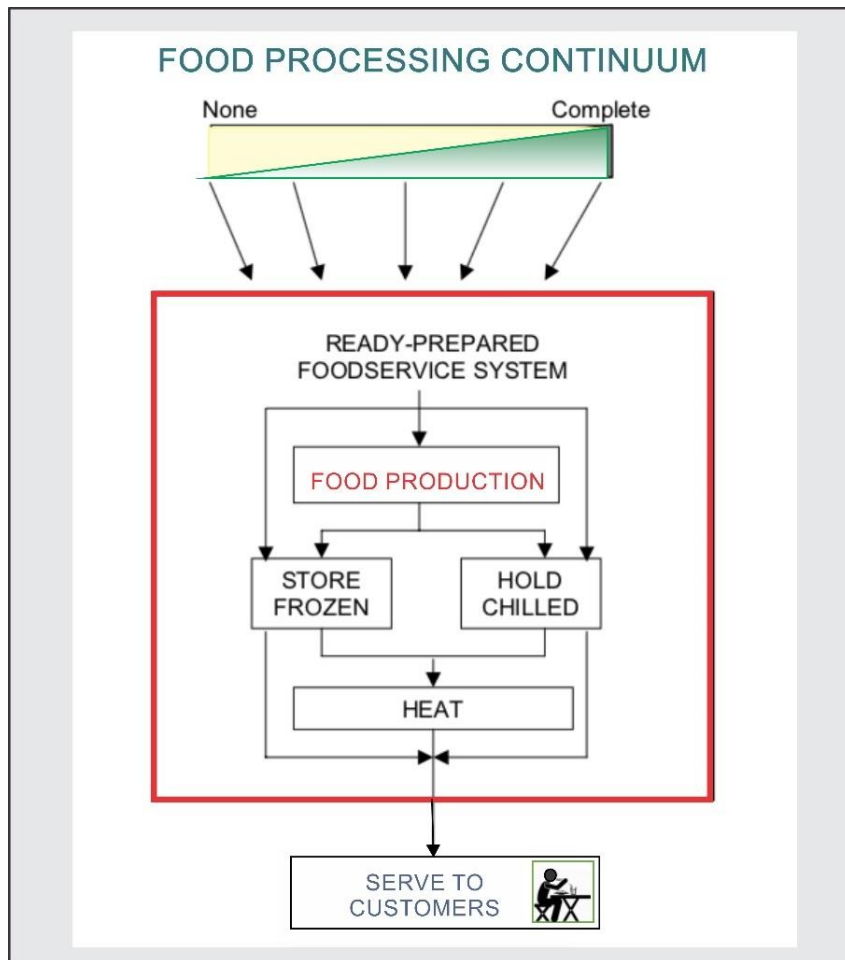 FOOD PROCESSING CONTINUUM
None
Complete
READY-PREPARED
FOODSERVICE SYSTEM
FOOD PRODUCTION
STORE
FROZEN
HOLD
CHILLED
HEAT
SERVE TO
CUSTOMERS